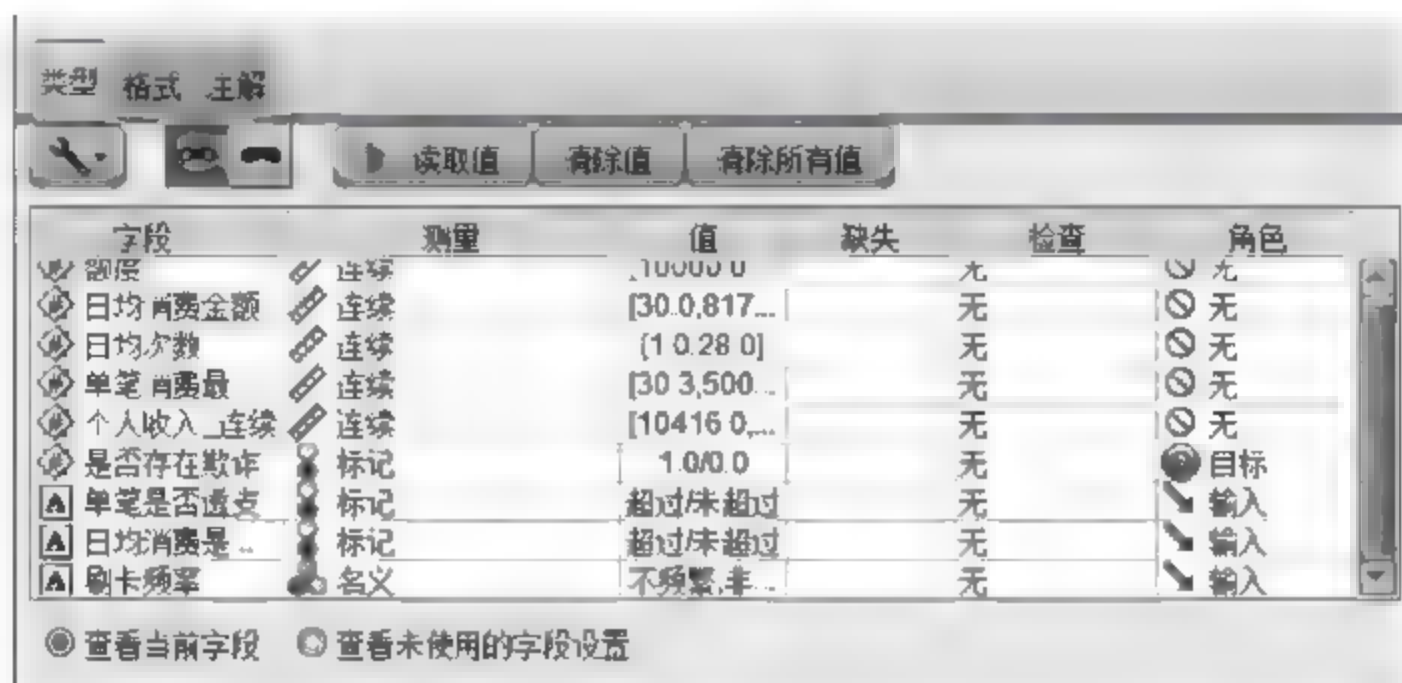 类型 格式 注解
读取值 清除值 清除所有值
字段 测量 值 缺失 检查 角色
额度 连续 无 无
日均消费金额 连续 [30.0,817... 无 无
日均次数 连续 [1.0,28.0] 无 无
单笔消费最 连续 [30.3,500... 无 无
个人收入_连续 连续 [10416.0,... 无 无
是否存在欺诈 标记 1.0/0.0 无 目标
单笔是否透支 标记 超过/未超过 无 输入
日均消费是... 标记 超过/未超过 无 输入
刷卡频率 名义 不频繁,非... 无 输入
查看当前字段 查看未使用的字段设置